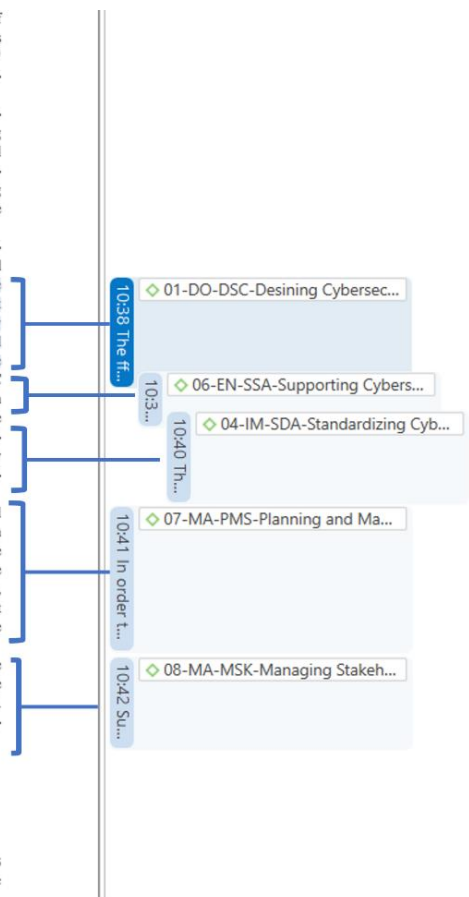 10:38 The ff...
01-DO-DSC-Desining Cybersec...
10:3...
06-EN-SSA-Supporting Cybers...
10:40 Th...
04-IM-SDA-Standardizing Cyb...
10:41 In order t...
07-MA-PMS-Planning and Ma...
10:42 Su...
08-MA-MSK-Managing Stakeh...